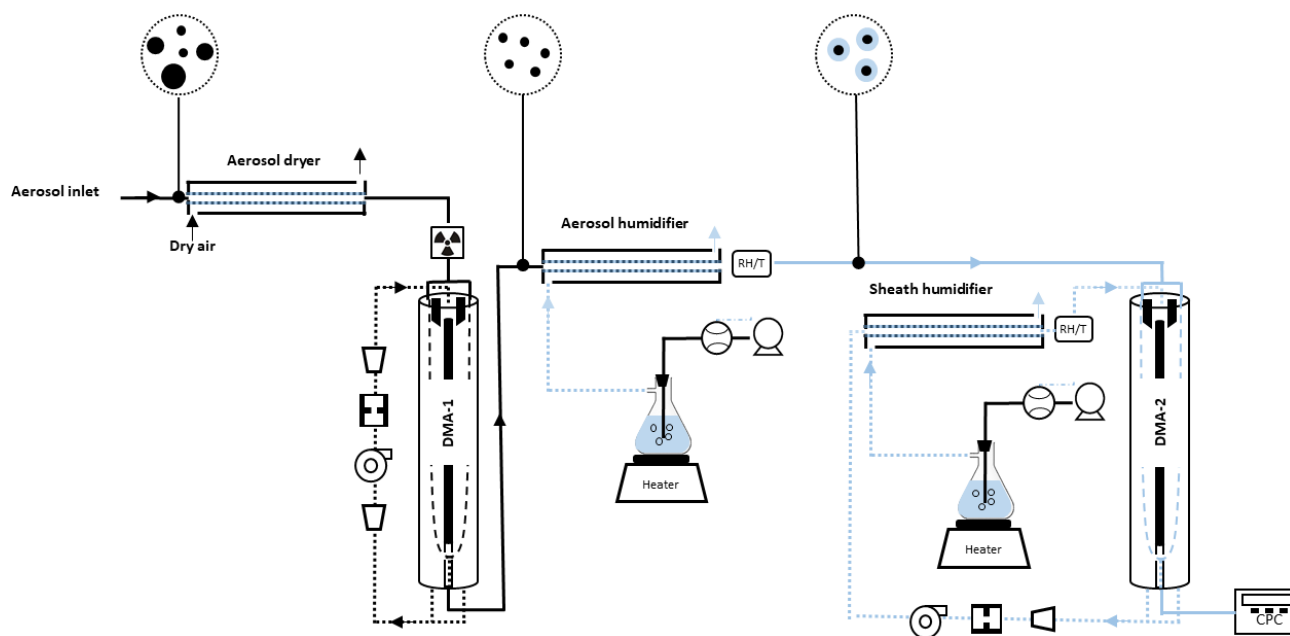 Aerosol dryer
Aerosol inlet
Dry air
Aerosol humidifier
RH/T
Sheath humidifier
RH/T
DMA-1
DMA-2
Heater
Heater
CPC